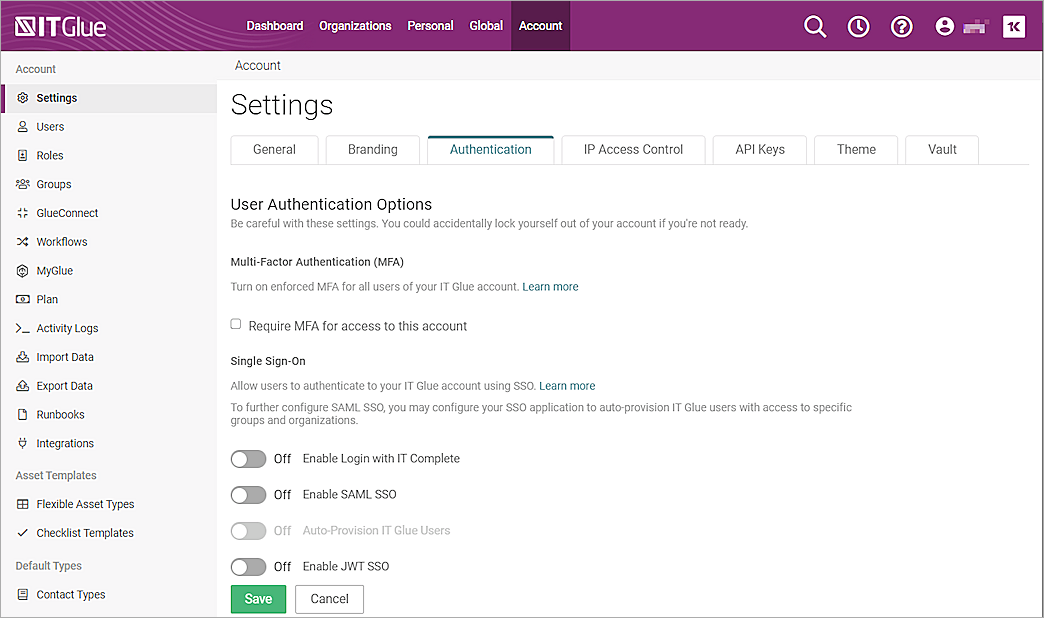 ITGlue
Dashboard Organizations Personal Global Account
Account
Settings
Users
Roles
Groups
GlueConnect
Workflows
MyGlue
Plan
Activity Logs
Import Data
Export Data
Runbooks
Integrations
Asset Templates
Flexible Asset Types
Checklist Templates
Default Types
Contact Types
Account
Settings
General Branding Authentication IP Access Control API Keys Theme Vault
User Authentication Options
Be careful with these settings. You could accidentally lock yourself out of your account if you're not ready.
Multi-Factor Authentication (MFA)
Turn on enforced MFA for all users of your IT Glue account. Learn more
Require MFA for access to this account
Single Sign-On
Allow users to authenticate to your IT Glue account using SSO. Learn more
To further configure SAML SSO, you may configure your SSO application to auto-provision IT Glue users with access to specific
groups and organizations.
Off Enable Login with IT Complete
Off Enable SAML SSO
Off Auto-Provision IT Glue Users
Off Enable JWT SSO
Save Cancel